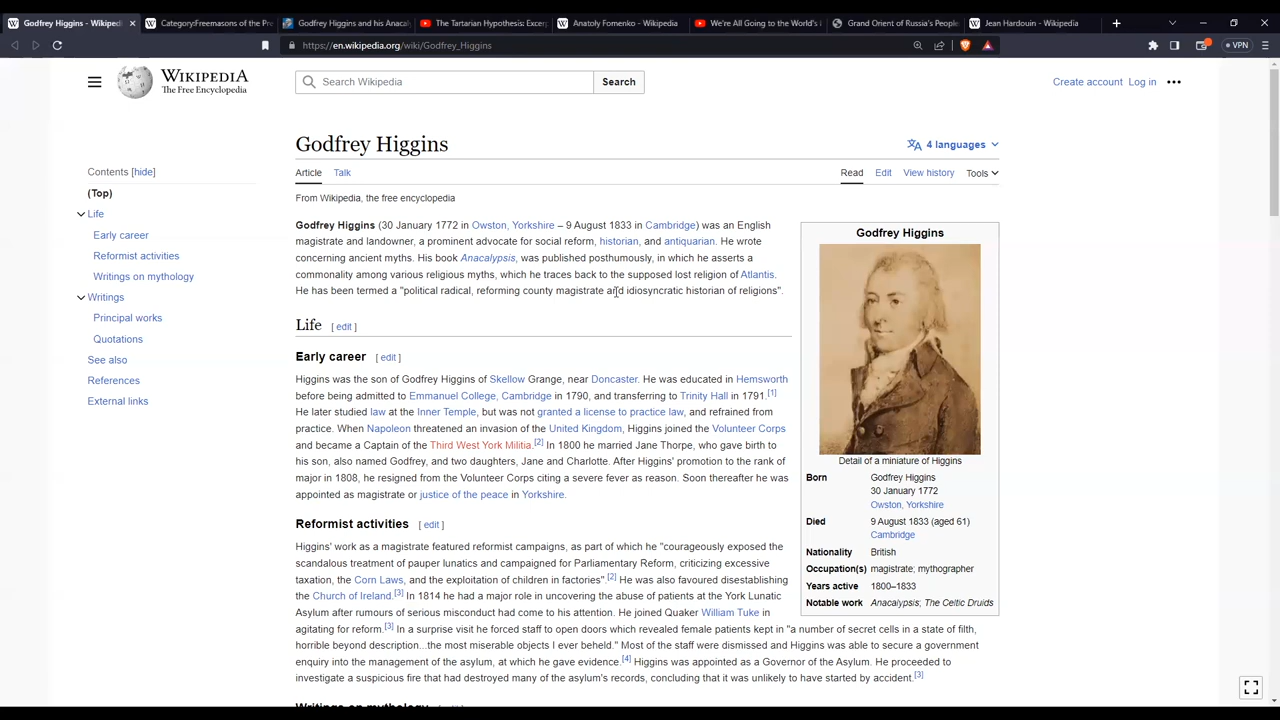 Godfrey Higgins - Wikiped
Category:Freemasons of the Pre
Godfrey Higgins and his Anacal
The Tartarian Hypothesis: Excerp
Anatoly Fomenko - Wikipedia
We're All Going to the World's
Grand Orient of Russia's People
Jean Hardouin - Wikipedia
https://en.wikipedia.org/wiki/Godfrey_Higgins
VPN
WIKIPEDIA
The Free Encyclopedia
Search Wikipedia
Search
Create account Log in
Godfrey Higgins
4 languages
Contents [hide]
(Top)
Life
Early career
Reformist activities
Writings on mythology
Writings
Principal works
Quotations
See also
References
External links
Article Talk
Read Edit View history Tools
From Wikipedia, the free encyclopedia
Godfrey Higgins (30 January 1772 in Owston, Yorkshire – 9 August 1833 in Cambridge) was an English
magistrate and landowner, a prominent advocate for social reform, historian, and antiquarian. He wrote
concerning ancient myths. His book Anacalypsis, was published posthumously, in which he asserts a
commonality among various religious myths, which he traces back to the supposed lost religion of Atlantis.
He has been termed a "political radical, reforming county magistrate and idiosyncratic historian of religions".
Life [ edit ]
Early career [ edit ]
Higgins was the son of Godfrey Higgins of Skellow Grange, near Doncaster. He was educated in Hemsworth
before being admitted to Emmanuel College, Cambridge in 1790, and transferring to Trinity Hall in 1791.[1]
He later studied law at the Inner Temple, but was not granted a license to practice law, and refrained from
practice. When Napoleon threatened an invasion of the United Kingdom, Higgins joined the Volunteer Corps
and became a Captain of the Third West York Militia.[2] In 1800 he married Jane Thorpe, who gave birth to
his son, also named Godfrey, and two daughters, Jane and Charlotte. After Higgins' promotion to the rank of
major in 1808, he resigned from the Volunteer Corps citing a severe fever as reason. Soon thereafter he was
appointed as magistrate or justice of the peace in Yorkshire.
Reformist activities [ edit ]
Higgins' work as a magistrate featured reformist campaigns, as part of which he "courageously exposed the
scandalous treatment of pauper lunatics and campaigned for Parliamentary Reform, criticizing excessive
taxation, the Corn Laws, and the exploitation of children in factories".[2] He was also favoured disestablishing
the Church of Ireland.[3] In 1814 he had a major role in uncovering the abuse of patients at the York Lunatic
Asylum after rumours of serious misconduct had come to his attention. He joined Quaker William Tuke in
agitating for reform.[3] In a surprise visit he forced staff to open doors which revealed female patients kept in "a number of secret cells in a state of filth,
horrible beyond description...the most miserable objects I ever beheld." Most of the staff were dismissed and Higgins was able to secure a government
enquiry into the management of the asylum, at which he gave evidence.[4] Higgins was appointed as a Governor of the Asylum. He proceeded to
investigate a suspicious fire that had destroyed many of the asylum's records, concluding that it was unlikely to have started by accident.[3]
Writings on mythology
Godfrey Higgins
Detail of a miniature of Higgins
Born Godfrey Higgins
30 January 1772
Owston, Yorkshire
Died 9 August 1833 (aged 61)
Cambridge
Nationality British
Occupation(s) magistrate; mythographer
Years active 1800–1833
Notable work Anacalypsis; The Celtic Druids